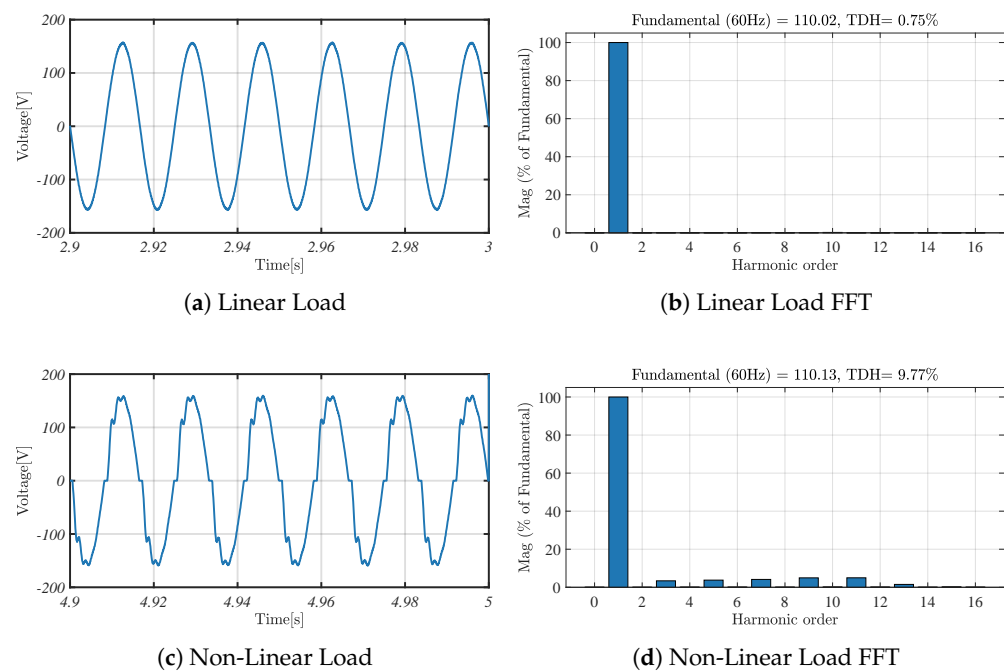 200
100
0
-100
-200
Voltage[V]
2.9 2.92 2.94 2.96 2.98 3
Time[s]
(a) Linear Load
Fundamental (60Hz) = 110.02, TDH= 0.75%
100
80
60
40
20
0
Mag (% of Fundamental)
0 2 4 6 8 10 12 14 16
Harmonic order
(b) Linear Load FFT
200
100
0
-100
-200
Voltage[V]
4.9 4.92 4.94 4.96 4.98 5
Time[s]
(c) Non-Linear Load
Fundamental (60Hz) = 110.13, TDH= 9.77%
100
80
60
40
20
0
Mag (% of Fundamental)
0 2 4 6 8 10 12 14 16
Harmonic order
(d) Non-Linear Load FFT